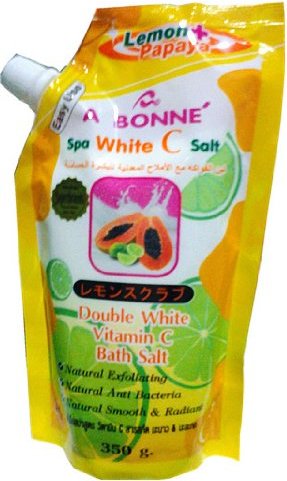 Lemon+
Papaya
Easy Use
A BONNÉ
Spa White C Salt
レモンスクラブ
Double White
Vitamin C
Bath Salt
Natural Exfoliating
Natural Anti Bacteria
Natural Smooth & Radiant
350 g.